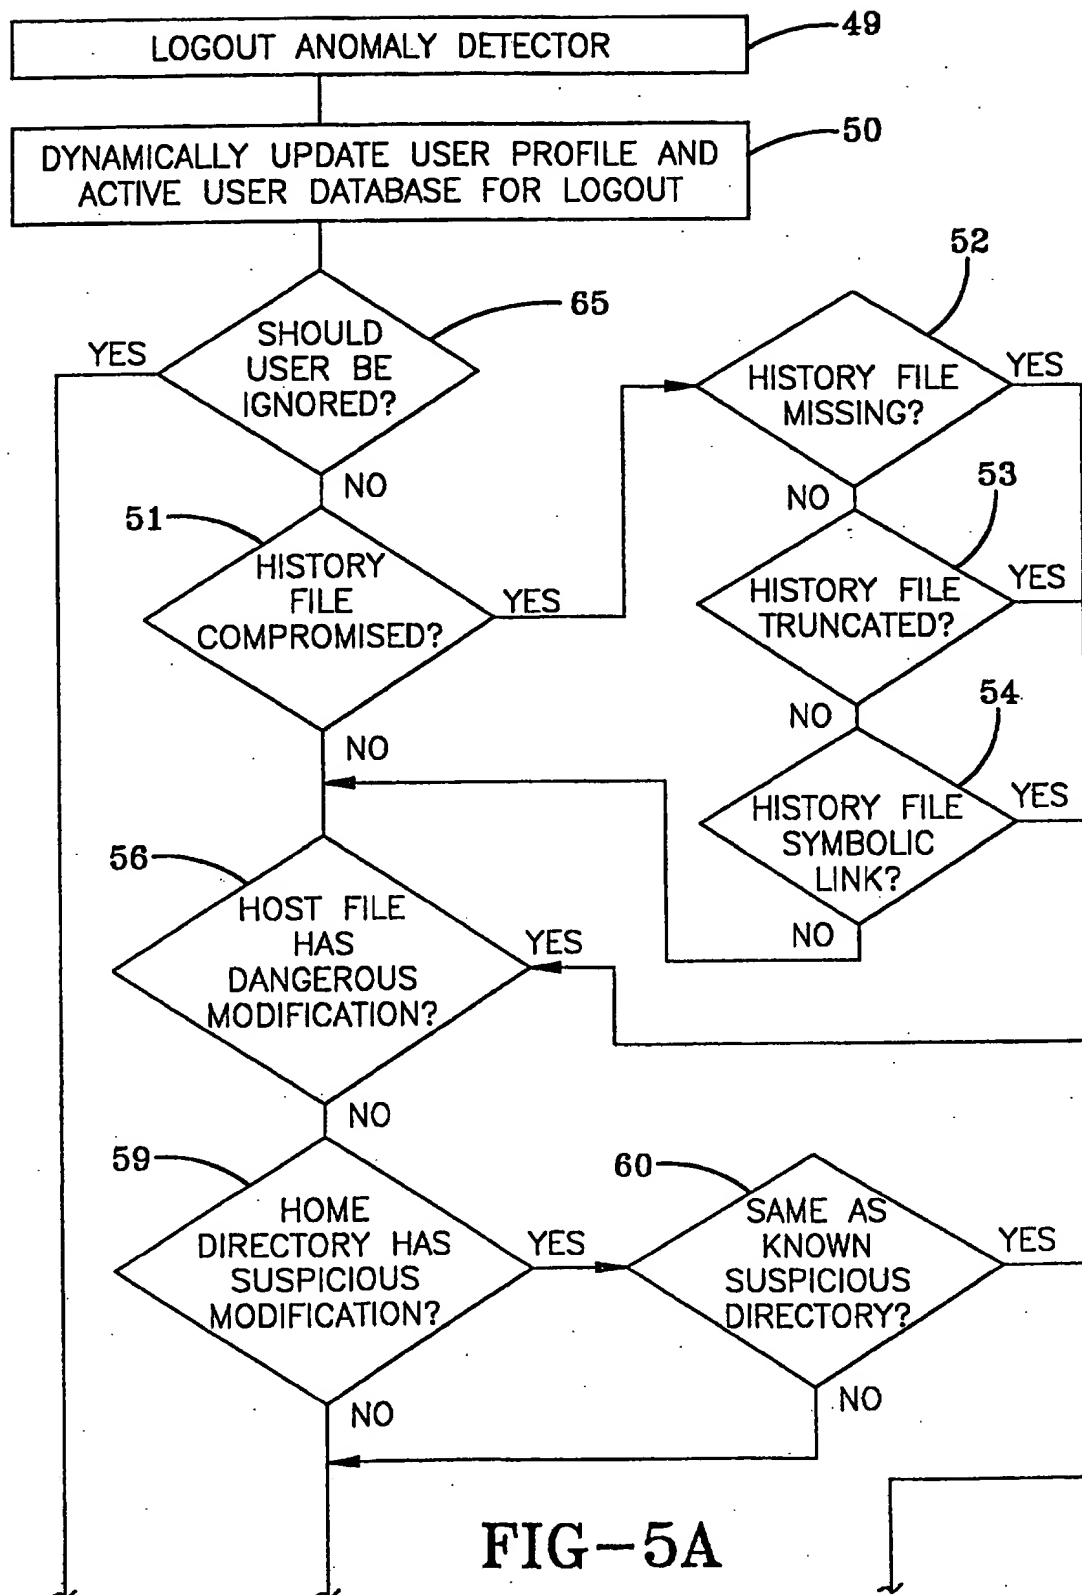 LOGOUT ANOMALY DETECTOR
49
DYNAMICALLY UPDATE USER PROFILE AND
ACTIVE USER DATABASE FOR LOGOUT
50
SHOULD
USER BE
IGNORED?
65
YES
NO
51
HISTORY
FILE
COMPROMISED?
YES
NO
52
HISTORY FILE
MISSING?
YES
NO
53
HISTORY FILE
TRUNCATED?
YES
NO
54
HISTORY FILE
SYMBOLIC
LINK?
YES
NO
56
HOST FILE
HAS
DANGEROUS
MODIFICATION?
YES
NO
59
HOME
DIRECTORY HAS
SUSPICIOUS
MODIFICATION?
YES
NO
60
SAME AS
KNOWN
SUSPICIOUS
DIRECTORY?
YES
NO
FIG-5A